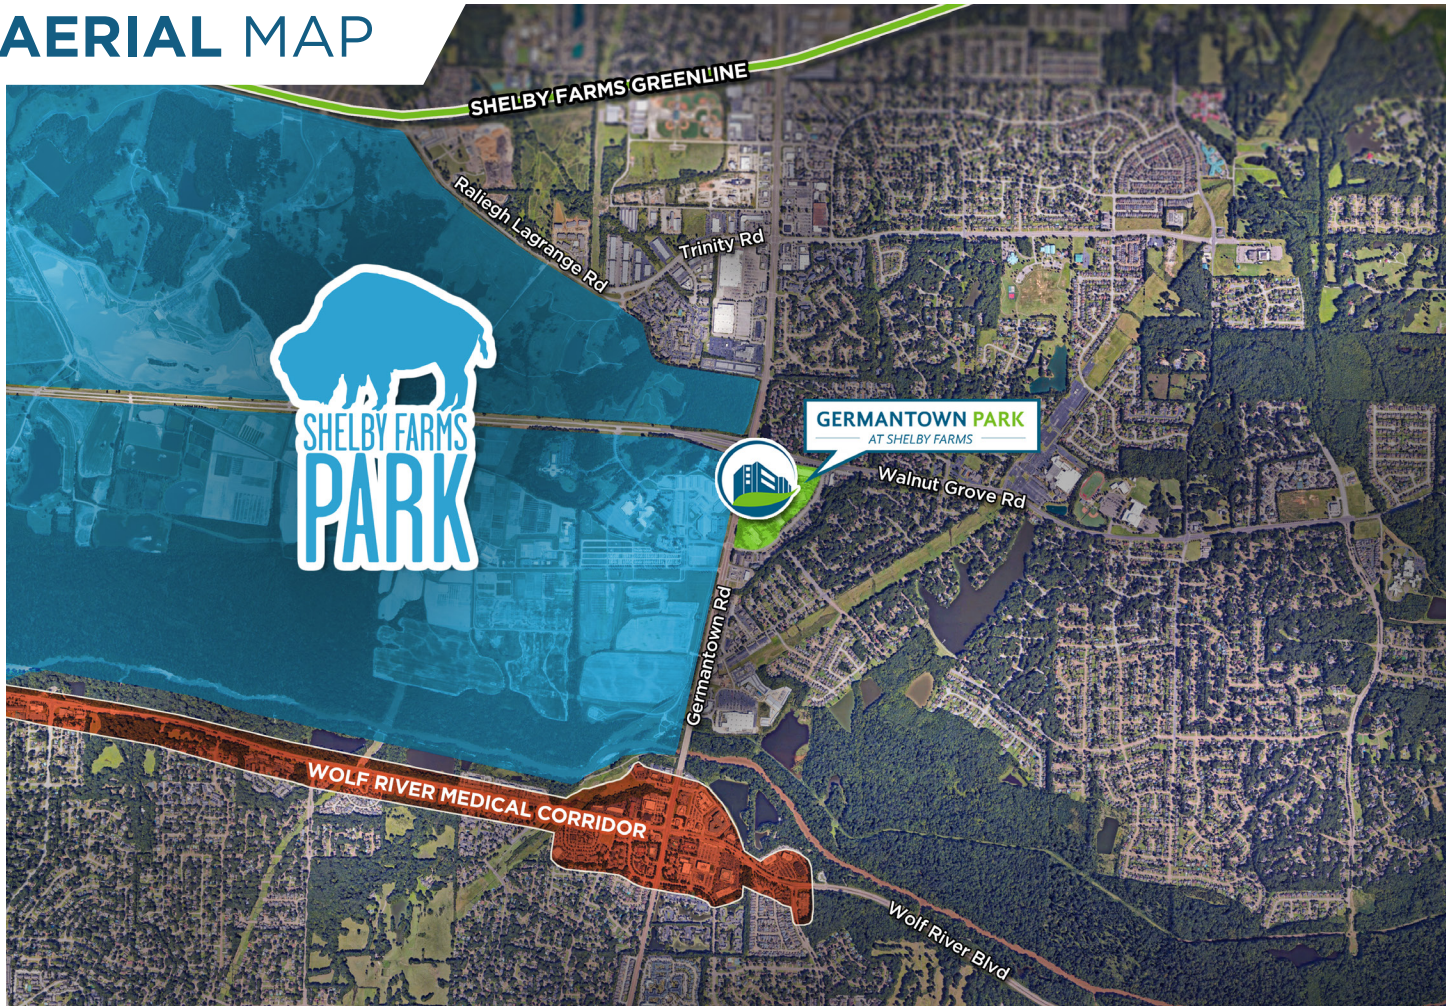 AERIAL MAP
SHELBY FARMS GREENLINE
Raliegh Lagrange Rd
Trinity Rd
SHELBY FARMS
PARK
GERMANTOWN PARK
AT SHELBY FARMS
Walnut Grove Rd
Germantown Rd
WOLF RIVER MEDICAL CORRIDOR
Wolf River Blvd